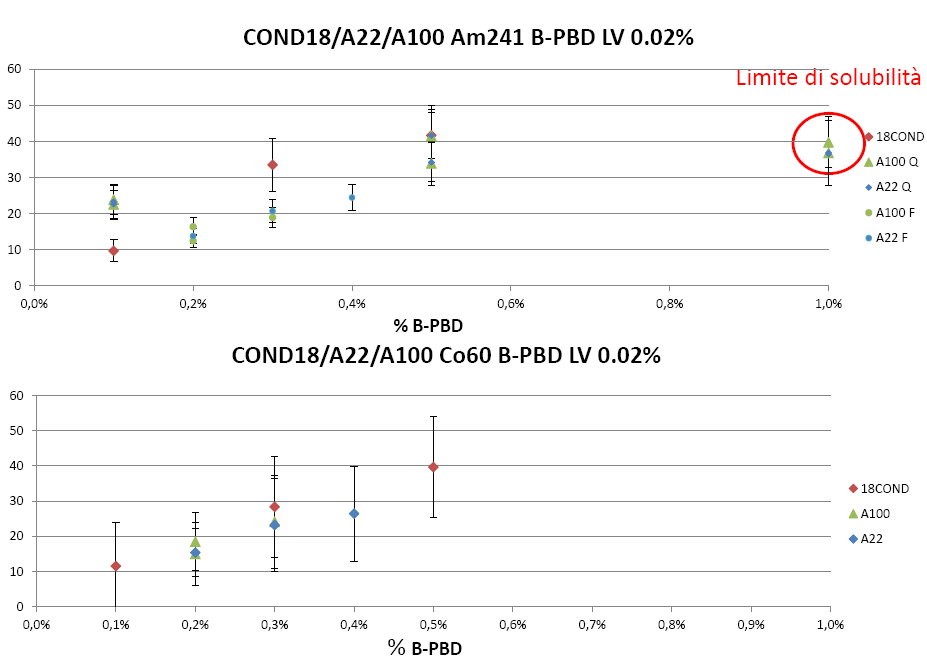 COND18/A22/A100 Am241 B-PBD LV 0.02%
Limite di solubilità
60
50
40
30
20
10
0
0,0%
0,2%
0,4%
0,6%
0,8%
1,0%
% B-PBD
18COND
A100 Q
A22 Q
A100 F
A22 F
COND18/A22/A100 Co60 B-PBD LV 0.02%
60
50
40
30
20
10
0
0,0%
0,1%
0,2%
0,3%
0,4%
0,5%
0,6%
0,7%
0,8%
0,9%
1,0%
% B-PBD
18COND
A100
A22